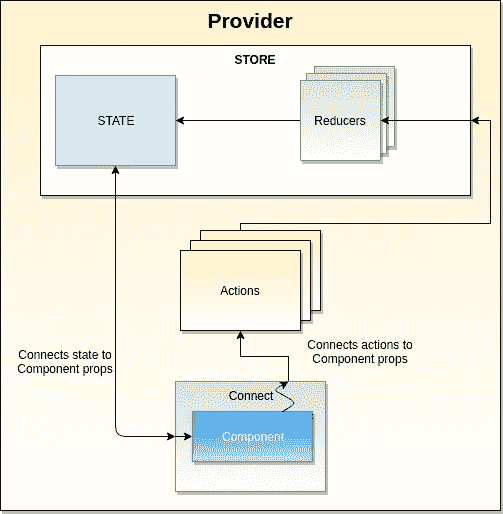 Provider
STORE
STATE
Reducers
Actions
Connects state to
Component props
Connects actions to
Component props
Connect
Component